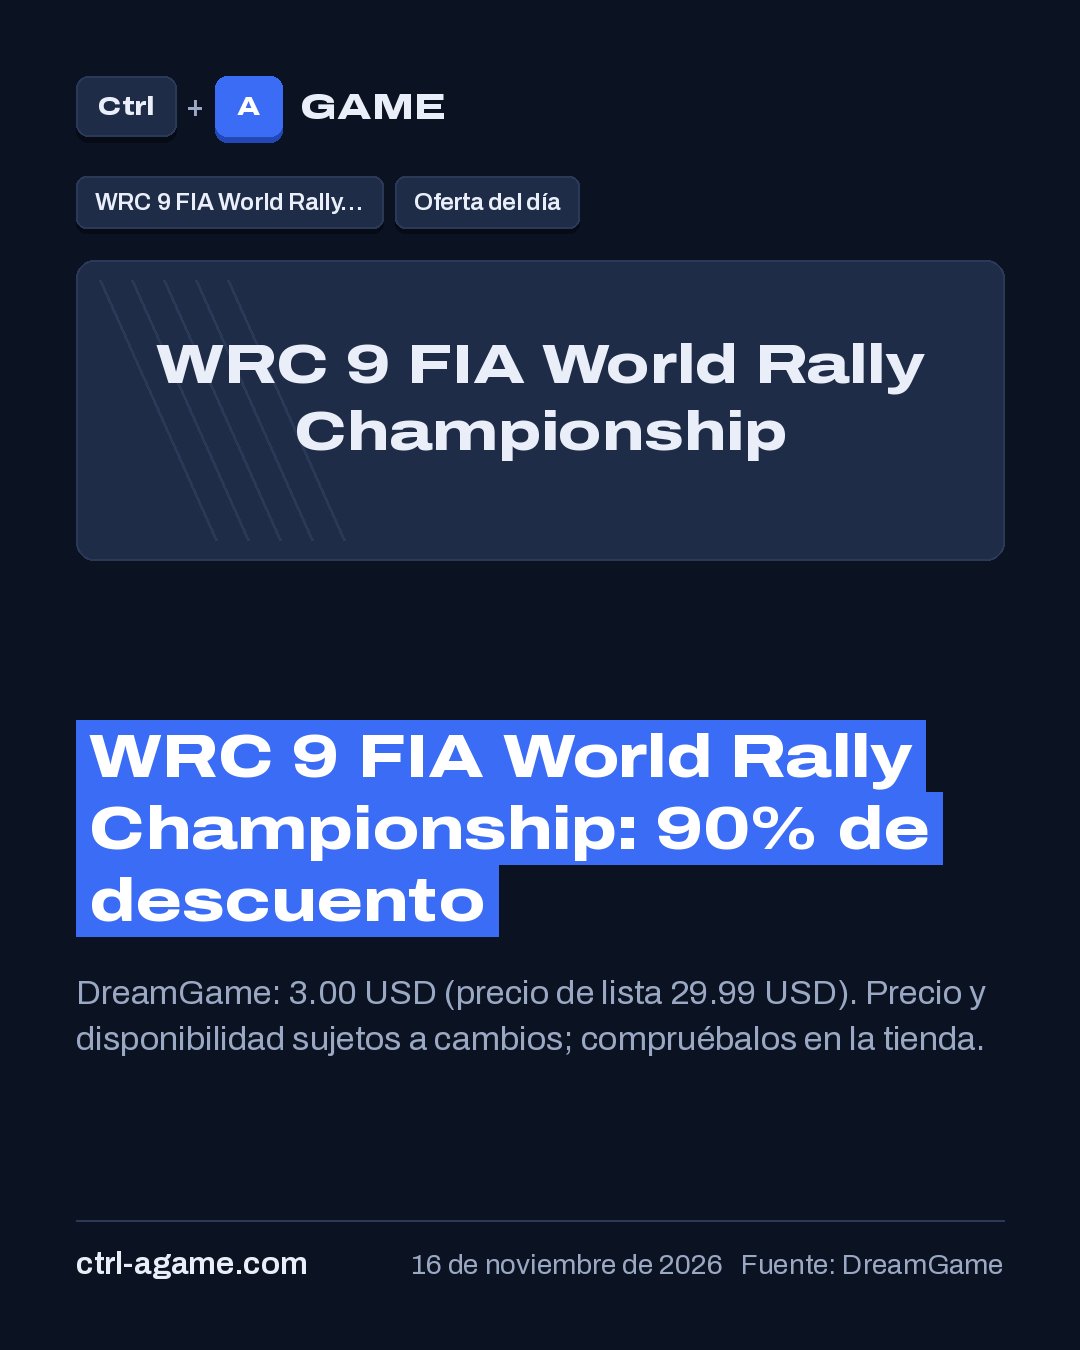 Ctrl + A GAME
WRC 9 FIA World Rally... Oferta del día
WRC 9 FIA World Rally
Championship
WRC 9 FIA World Rally
Championship: 90% de
descuento
DreamGame: 3.00 USD (precio de lista 29.99 USD). Precio y
disponibilidad sujetos a cambios; compruébalos en la tienda.
ctrl-agame.com 16 de noviembre de 2026 Fuente: DreamGame